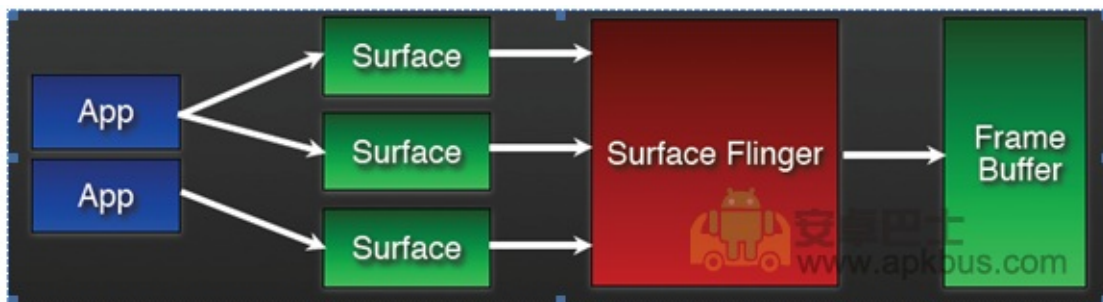 App
App
Surface
Surface
Surface
Surface Flinger
Frame
Buffer
安卓巴士
www.apkbus.com